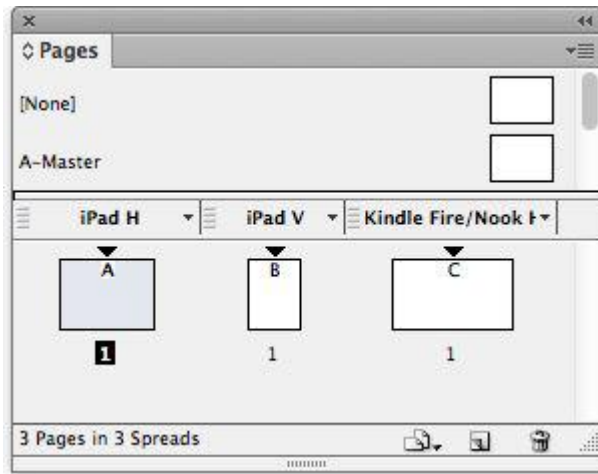 Pages
[None]
A-Master
iPad H iPad V Kindle Fire/Nook H
A B C
1 1 1
3 Pages in 3 Spreads